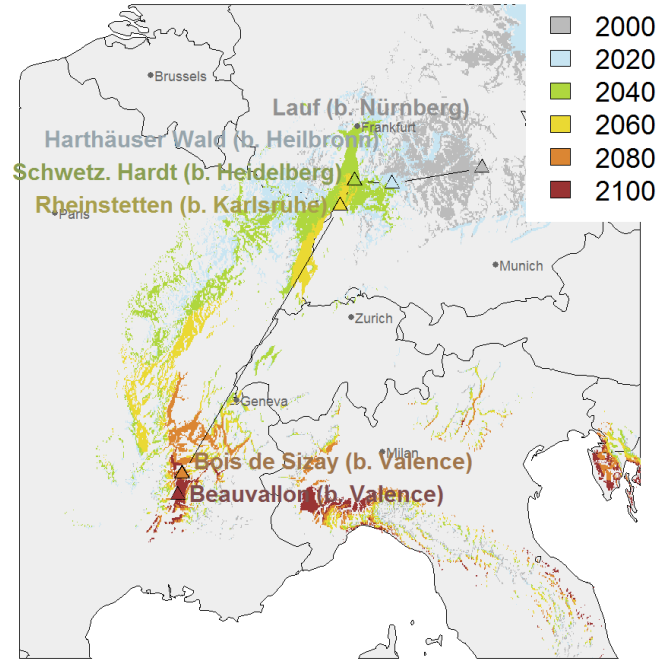 2000
2020
2040
2060
2080
2100
Brussels
Lauf (b. Nürnberg)
Frankfurt
Harthäuser Wald (b. Heilbronn)
Schwetz. Hardt (b. Heidelberg)
Rheinstetten (b. Karlsruhe)
Paris
Munich
Zurich
Geneva
Milan
Bois de Sizay (b. Valence)
Beauvallon (b. Valence)